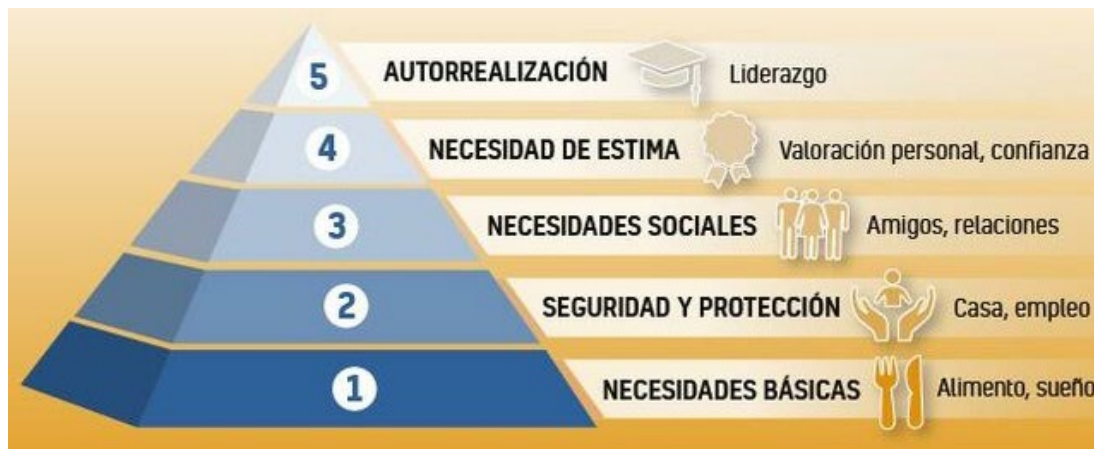 5 AUTORREALIZACIÓN Liderazgo
4 NECESIDAD DE ESTIMA Valoración personal, confianza
3 NECESIDADES SOCIALES Amigos, relaciones
2 SEGURIDAD Y PROTECCIÓN Casa, empleo
1 NECESIDADES BÁSICAS Alimento, sueño